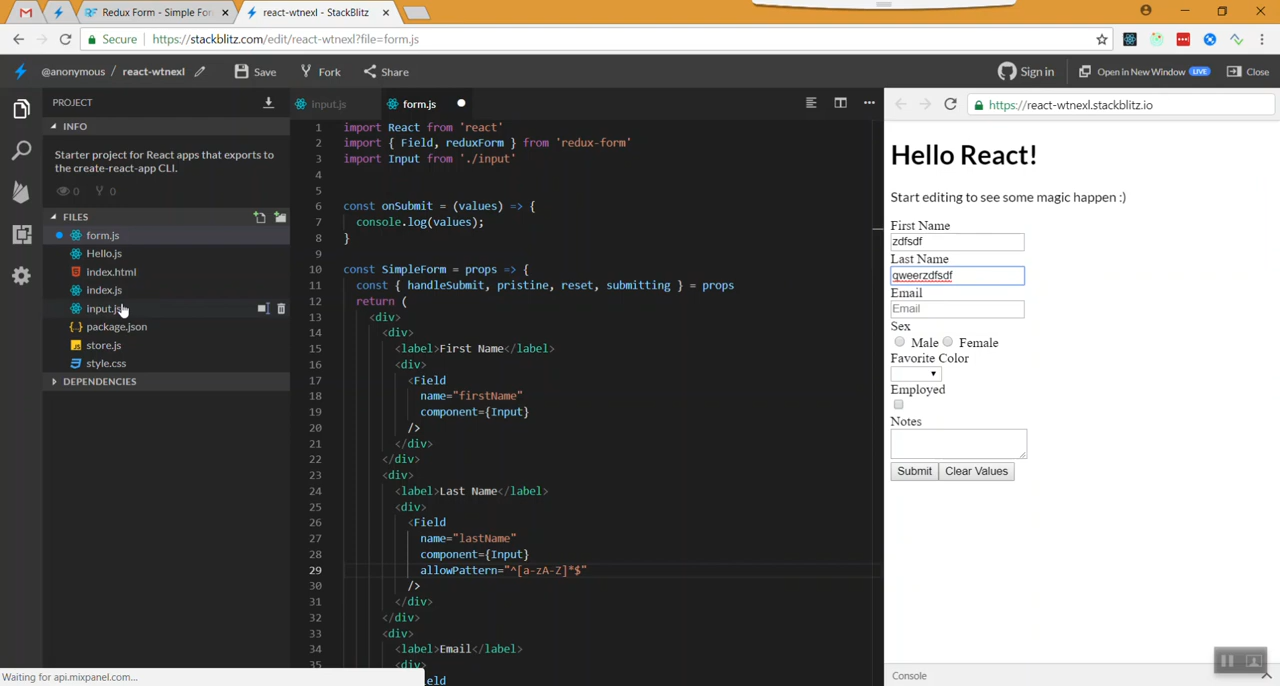 Redux Form - Simple For × react-wtnexl - StackBlitz ×
Secure https://stackblitz.com/edit/react-wtnexl?file=form.js
@anonymous / react-wtnexl Save Fork Share Sign in Open in New Window LIVE Close
PROJECT
INFO
Starter project for React apps that exports to
the create-react-app CLI.
0 0
FILES
form.js
Hello.js
index.html
index.js
input.js
package.json
store.js
style.css
DEPENDENCIES
input.js form.js
1 import React from 'react'
2 import { Field, reduxForm } from 'redux-form'
3 import Input from './input'
4
5
6 const onSubmit = (values) => {
7 console.log(values);
8 }
9
10 const SimpleForm = props => {
11 const { handleSubmit, pristine, reset, submitting } = props
12 return (
13 <div>
14 <div>
15 <label>First Name</label>
16 <div>
17 <Field
18 name="firstName"
19 component={Input}
20 />
21 </div>
22 </div>
23 <div>
24 <label>Last Name</label>
25 <div>
26 <Field
27 name="lastName"
28 component={Input}
29 allowPattern="^[a-zA-Z]*$"
30 />
31 </div>
32 </div>
33 <div>
34 <label>Email</label>
35 <div>
eld
https://react-wtnexl.stackblitz.io
Hello React!
Start editing to see some magic happen :)
First Name
zdfsdf
Last Name
qweerzdfsdf
Email
Email
Sex
Male Female
Favorite Color
Employed
Notes
Submit Clear Values
Console
Waiting for api.mixpanel.com...